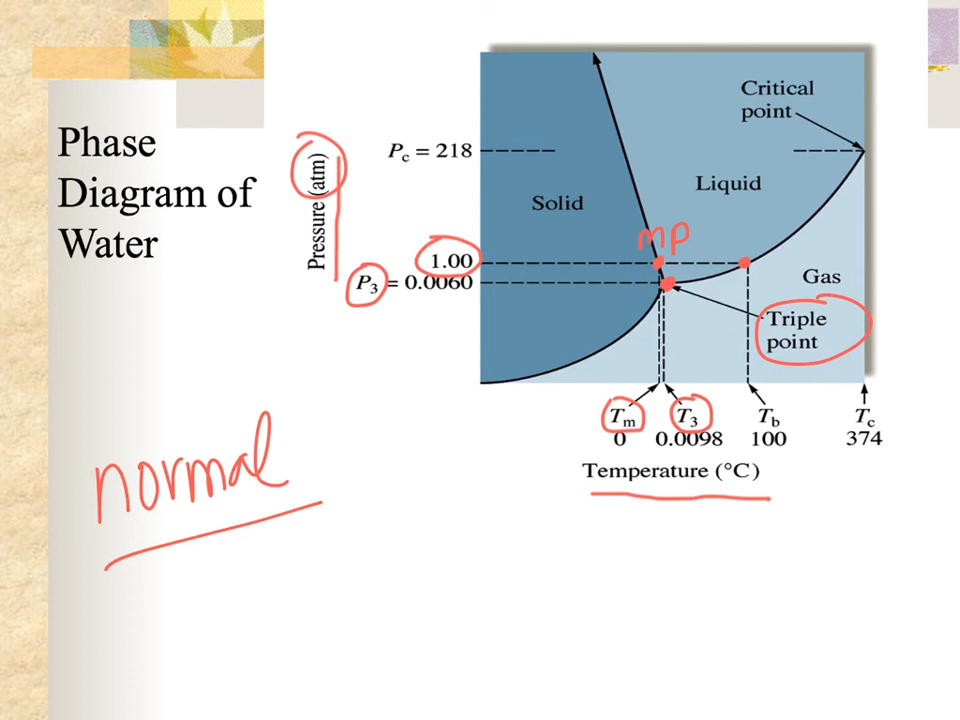 Phase
Diagram of
Water
Pressure (atm)
Pc = 218
1.00
P3 = 0.0060
Critical
point
Solid
Liquid
mp
Gas
Triple
point
Tm
T3
Tb
Tc
0
0.0098
100
374
Temperature (°C)
normal